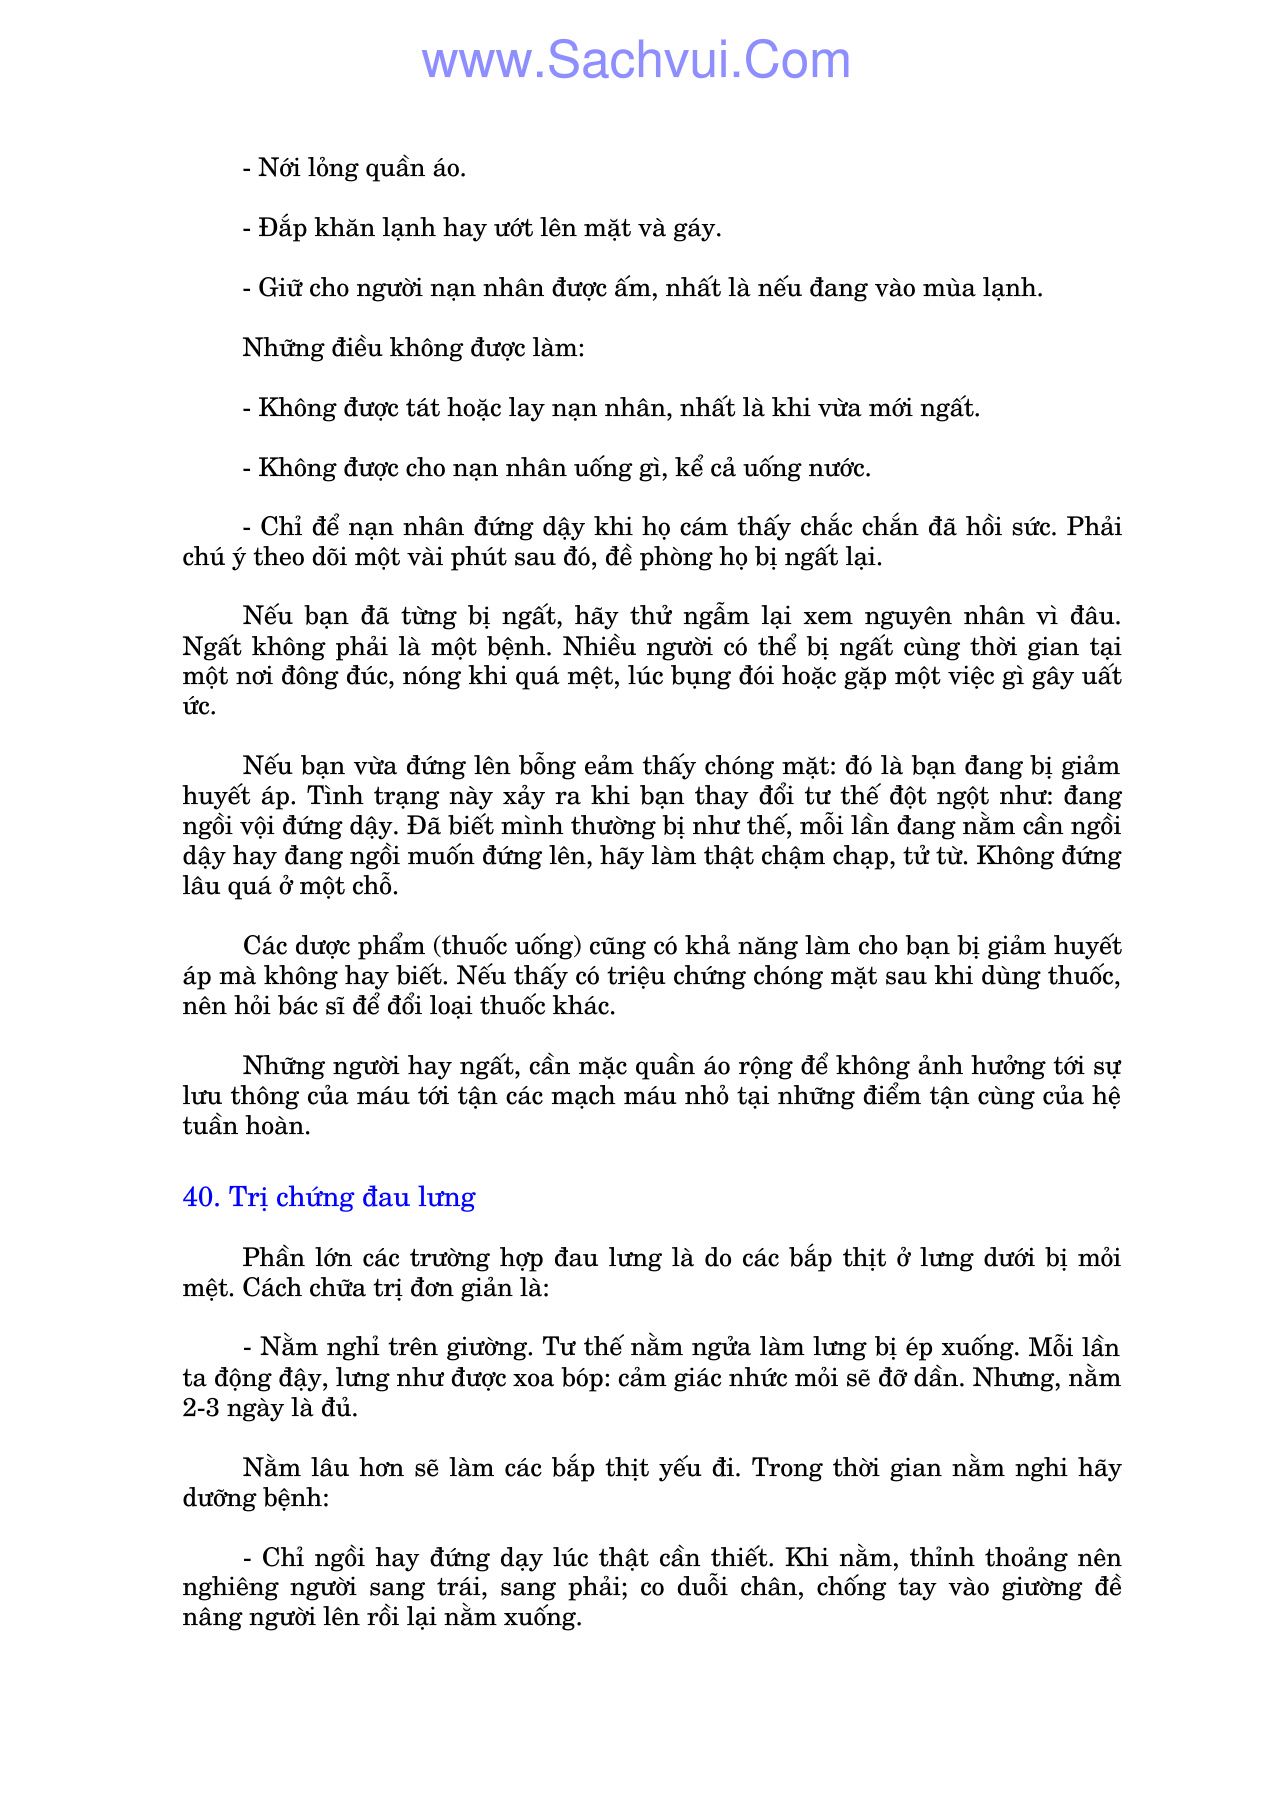 www.Sachvui.Com
- Nới lỏng quần áo.
- Đắp khăn lạnh hay ướt lên mặt và gáy.
- Giữ cho người nạn nhân được ấm, nhất là nếu đang vào mùa lạnh.
Những điều không được làm:
- Không được tát hoặc lay nạn nhân, nhất là khi vừa mới ngất.
- Không được cho nạn nhân uống gì, kể cả uống nước.
- Chỉ để nạn nhân đứng dậy khi họ cám thấy chắc chắn đã hồi sức. Phải
chú ý theo dõi một vài phút sau đó, đề phòng họ bị ngất lại.
Nếu bạn đã từng bị ngất, hãy thử ngẫm lại xem nguyên nhân vì đâu.
Ngất không phải là một bệnh. Nhiều người có thể bị ngất cùng thời gian tại
một nơi đông đúc, nóng khi quá mệt, lúc bụng đói hoặc gặp một việc gì gây uất
ức.
Nếu bạn vừa đứng lên bỗng eảm thấy chóng mặt: đó là bạn đang bị giảm
huyết áp. Tình trạng này xảy ra khi bạn thay đổi tư thế đột ngột như: đang
ngồi vội đứng dậy. Đã biết mình thường bị như thế, mỗi lần đang nằm cần ngồi
dậy hay đang ngồi muốn đứng lên, hãy làm thật chậm chạp, tử từ. Không đứng
lâu quá ở một chỗ.
Các dược phẩm (thuốc uống) cũng có khả năng làm cho bạn bị giảm huyết
áp mà không hay biết. Nếu thấy có triệu chứng chóng mặt sau khi dùng thuốc,
nên hỏi bác sĩ để đổi loại thuốc khác.
Những người hay ngất, cần mặc quần áo rộng để không ảnh hưởng tới sự
lưu thông của máu tới tận các mạch máu nhỏ tại những điểm tận cùng của hệ
tuần hoàn.
40. Trị chứng đau lưng
Phần lớn các trường hợp đau lưng là do các bắp thịt ở lưng dưới bị mỏi
mệt. Cách chữa trị đơn giản là:
- Nằm nghỉ trên giường. Tư thế nằm ngửa làm lưng bị ép xuống. Mỗi lần
ta động đậy, lưng như được xoa bóp: cảm giác nhức mỏi sẽ đỡ dần. Nhưng, nằm
2-3 ngày là đủ.
Nằm lâu hơn sẽ làm các bắp thịt yếu đi. Trong thời gian nằm nghi hãy
dưỡng bệnh:
- Chỉ ngồi hay đứng dạy lúc thật cần thiết. Khi nằm, thỉnh thoảng nên
nghiêng người sang trái, sang phải; co duỗi chân, chống tay vào giường đề
nâng người lên rồi lại nằm xuống.